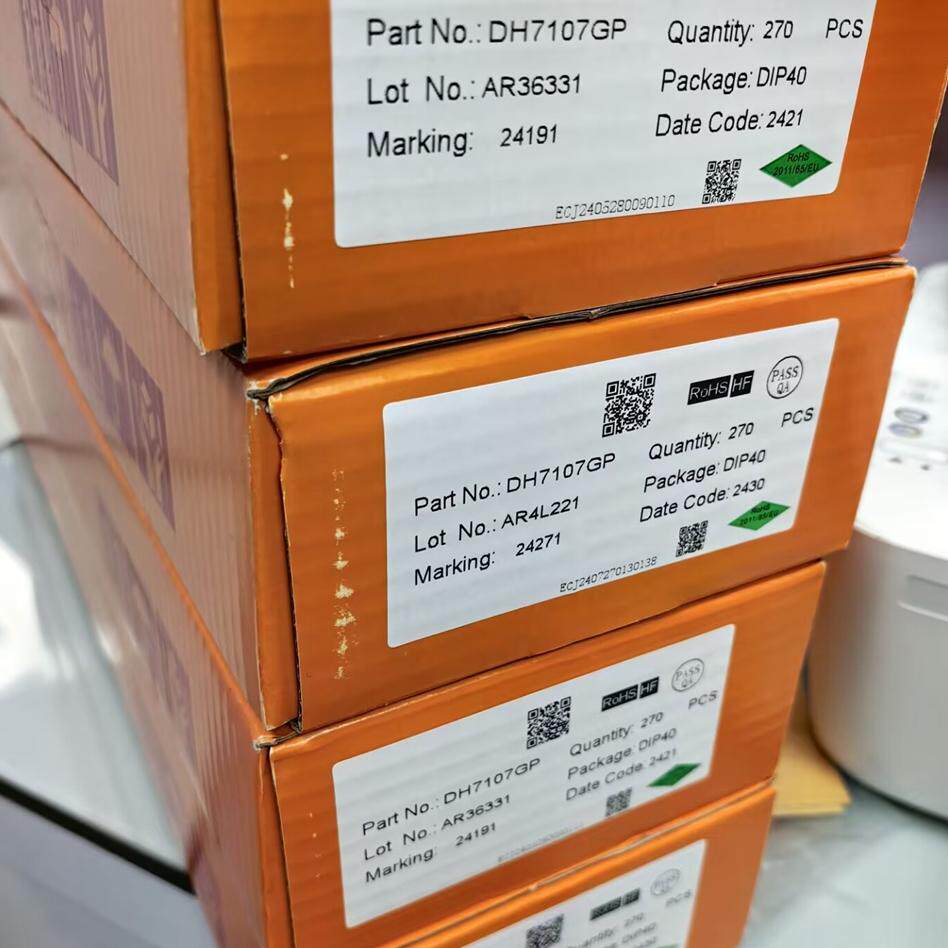 Part No.: DH7107GP Quantity: 270 PCS
Lot No.: AR36331 Package: DIP40
Marking: 24191 Date Code: 2421
RoHS
2011/65/EU
RoHS HF PASS QA
Part No.: DH7107GP Quantity: 270 PCS
Lot No.: AR4L221 Package: DIP40
Marking: 24271 Date Code: 2430
RoHS
2011/65/EU
ECJ2407270130138
RoHS HF PASS QA
Part No.: DH7107GP Quantity: 270 PCS
Lot No.: AR36331 Package: DIP40
Marking: 24191 Date Code: 2421
270 PCS
DIP40